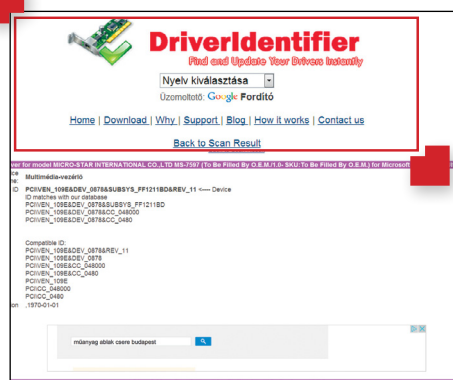 DriverIdentifier
Find and Update Your Drivers Instantly
Nyelv kiválasztása
Üzemeltető: Google Fordító
Home | Download | Why | Support | Blog | How it works | Contact us
Back to Scan Result
ver for model MICRO-STAR INTERNATIONAL CO.,LTD MS-7597 (To Be Filled By O.E.M./1.0- SKU:To Be Filled By O.E.M.) for Microsoft
ice
Multimédia-vezérlő
ID PCI\VEN_109E&DEV_0878&SUBSYS_FF1211BD&REV_11 <---- Device
ID matches with our database
PCI\VEN_109E&DEV_0878&SUBSYS_FF1211BD
PCI\VEN_109E&DEV_0878&CC_048000
PCI\VEN_109E&DEV_0878&CC_0480
Compatible ID:
PCI\VEN_109E&DEV_0878&REV_11
PCI\VEN_109E&DEV_0878
PCI\VEN_109E&CC_048000
PCI\VEN_109E&CC_0480
PCI\VEN_109E
PCI\CC_048000
PCI\CC_0480
ion ,1970-01-01
műanyag ablak csere budapest